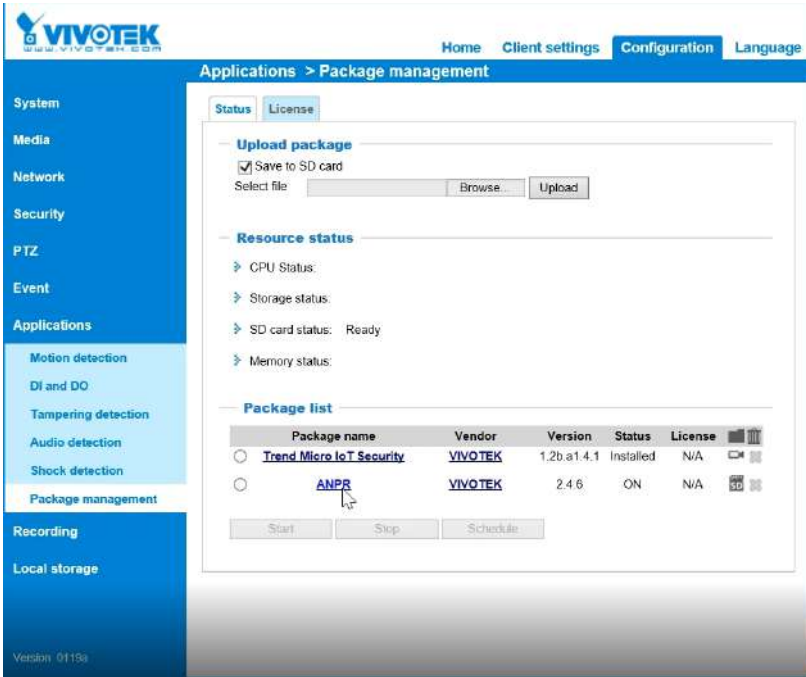 VIVOTEK
WWW.VIVOTEK.COM
Home Client settings Configuration Language
Applications > Package management
System
Media
Network
Security
PTZ
Event
Applications
Motion detection
DI and DO
Tampering detection
Audio detection
Shock detection
Package management
Recording
Local storage
Version 0119a
Status License
Upload package
Save to SD card
Select file Browse... Upload
Resource status
CPU Status:
Storage status:
SD card status: Ready
Memory status:
Package list
Package name Vendor Version Status License
Trend Micro IoT Security VIVOTEK 1.2b.a1.4.1 Installed N/A
ANPR VIVOTEK 2.4.6 ON N/A SD
Start Stop Schedule